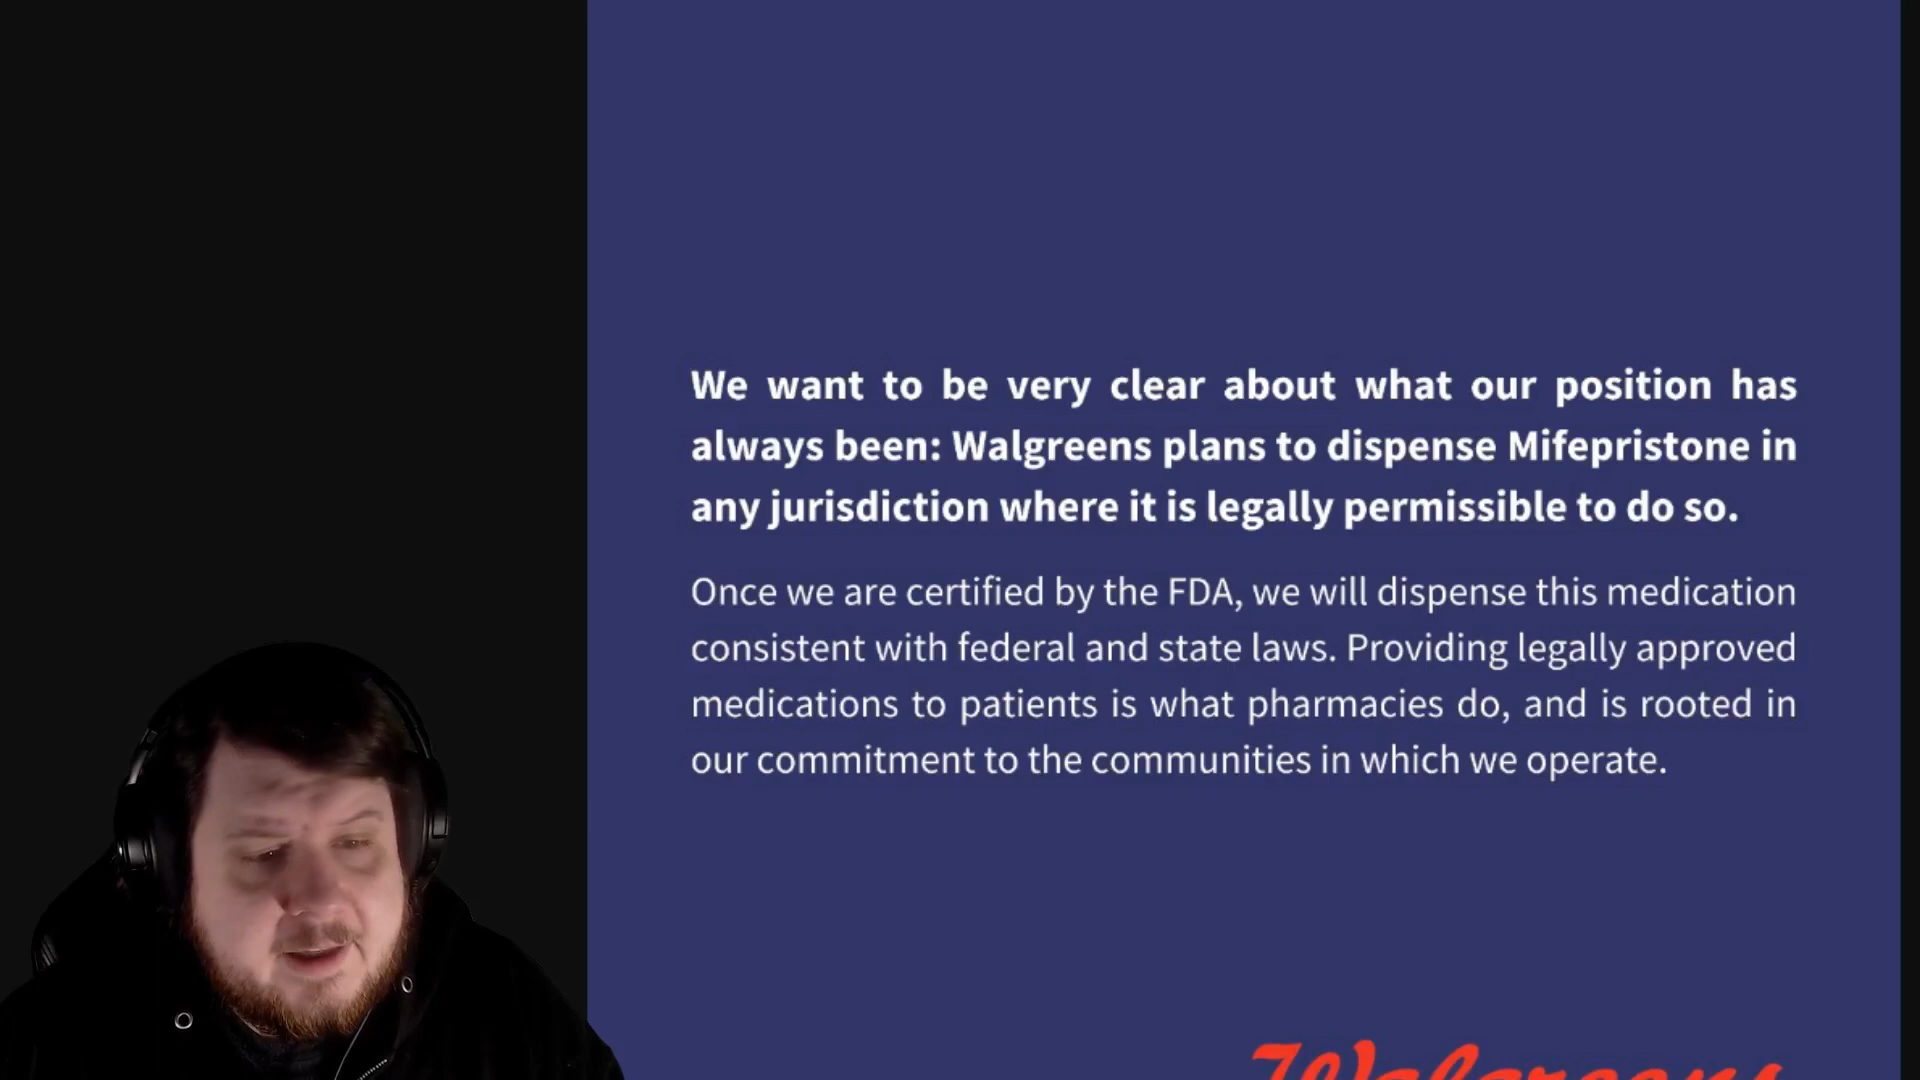 We want to be very clear about what our position has
always been: Walgreens plans to dispense Mifepristone in
any jurisdiction where it is legally permissible to do so.
Once we are certified by the FDA, we will dispense this medication
consistent with federal and state laws. Providing legally approved
medications to patients is what pharmacies do, and is rooted in
our commitment to the communities in which we operate.
Walgreens